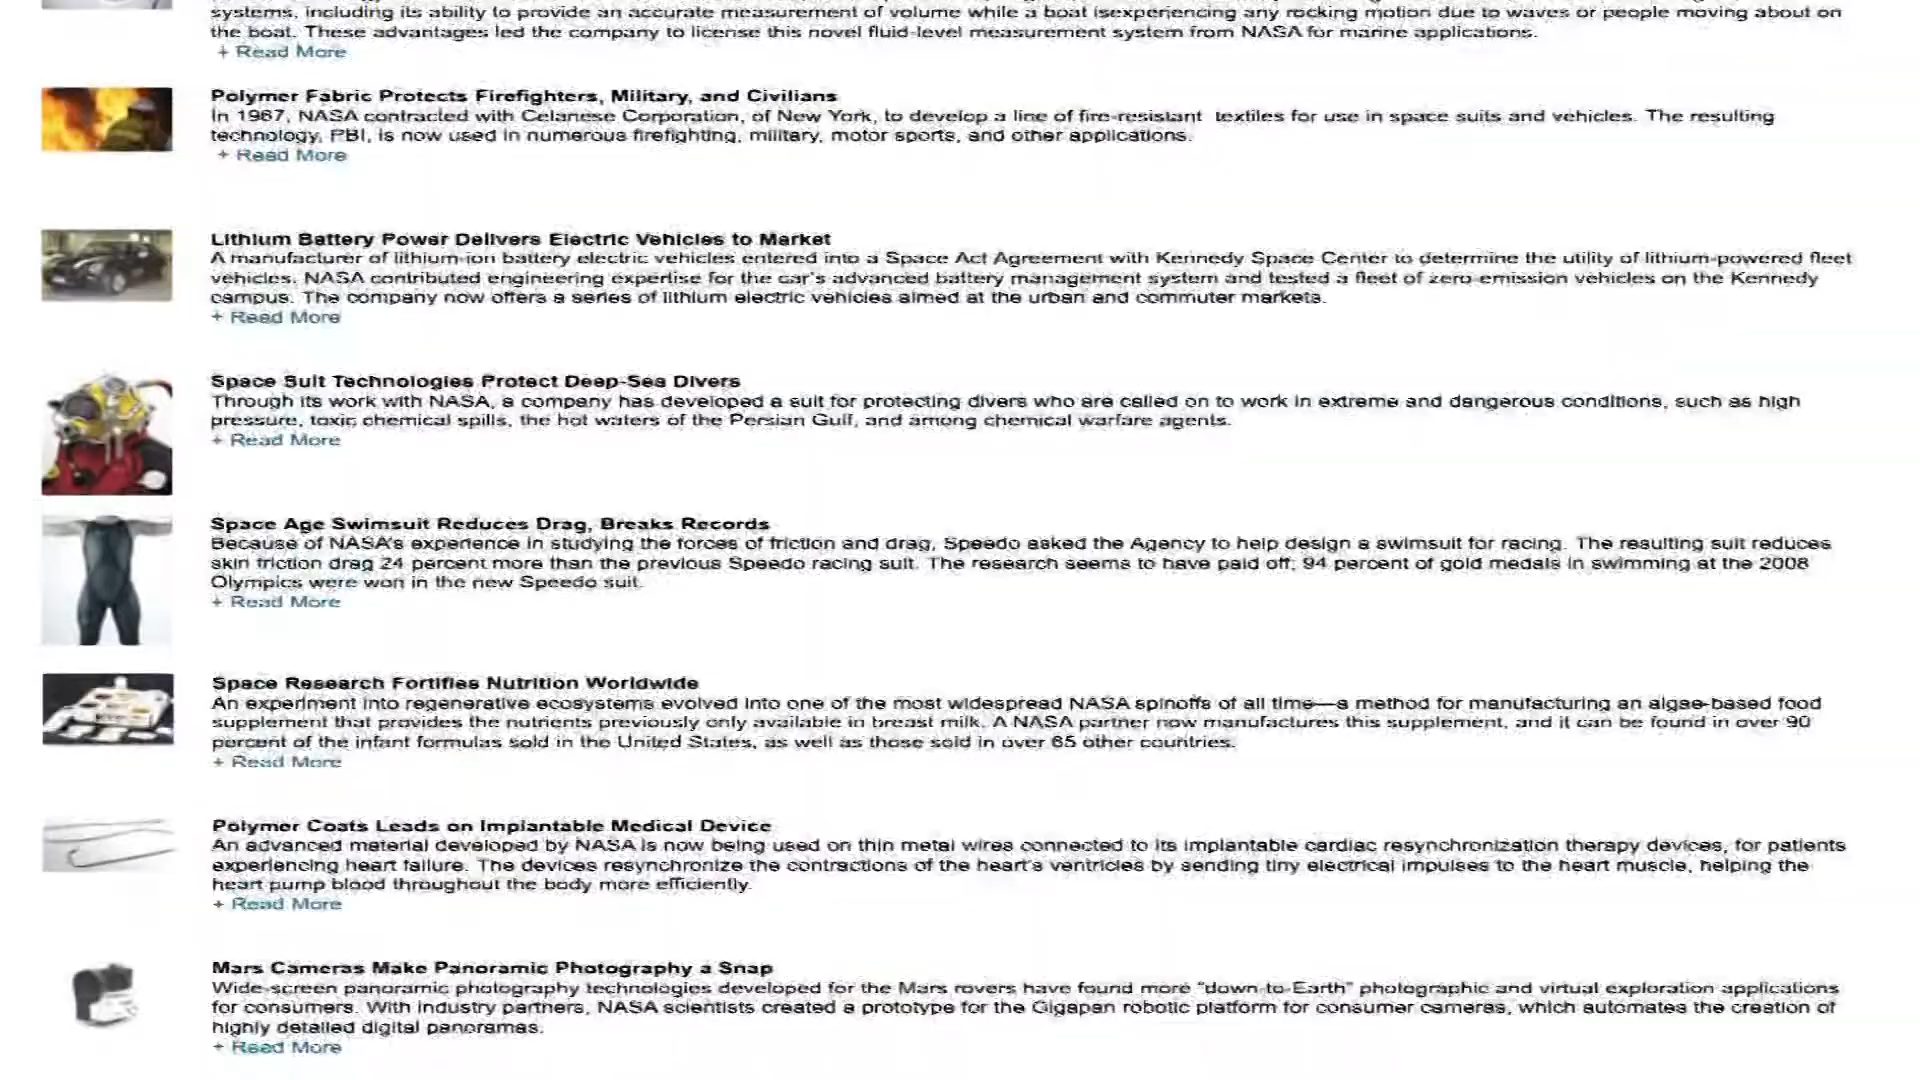 systems, including its ability to provide an accurate measurement of volume while a boat isexperiencing any rocking motion due to waves or people moving about on
the boat. These advantages led the company to license this novel fluid-level measurement system from NASA for marine applications.
+ Read More
Polymer Fabric Protects Firefighters, Military, and Civilians
In 1967, NASA contracted with Celanese Corporation, of New York, to develop a line of fire-resistant textiles for use in space suits and vehicles. The resulting
technology, PBI, is now used in numerous firefighting, military, motor sports, and other applications.
+ Read More
Lithium Battery Power Delivers Electric Vehicles to Market
A manufacturer of lithium-ion battery electric vehicles entered into a Space Act Agreement with Kennedy Space Center to determine the utility of lithium-powered fleet
vehicles. NASA contributed engineering expertise for the car's advanced battery management system and tested a fleet of zero-emission vehicles on the Kennedy
campus. The company now offers a series of lithium electric vehicles aimed at the urban and commuter markets.
+ Read More
Space Suit Technologies Protect Deep-Sea Divers
Through its work with NASA, a company has developed a suit for protecting divers who are called on to work in extreme and dangerous conditions, such as high
pressure, toxic chemical spills, the hot waters of the Persian Gulf, and among chemical warfare agents.
+ Read More
Space Age Swimsuit Reduces Drag, Breaks Records
Because of NASA's experience in studying the forces of friction and drag, Speedo asked the Agency to help design a swimsuit for racing. The resulting suit reduces
skin friction drag 24 percent more than the previous Speedo racing suit. The research seems to have paid off; 94 percent of gold medals in swimming at the 2008
Olympics were won in the new Speedo suit.
+ Read More
Space Research Fortifies Nutrition Worldwide
An experiment into regenerative ecosystems evolved into one of the most widespread NASA spinoffs of all time—a method for manufacturing an algae-based food
supplement that provides the nutrients previously only available in breast milk. A NASA partner now manufactures this supplement, and it can be found in over 90
percent of the infant formulas sold in the United States, as well as those sold in over 65 other countries.
+ Read More
Polymer Coats Leads on Implantable Medical Device
An advanced material developed by NASA is now being used on thin metal wires connected to its implantable cardiac resynchronization therapy devices, for patients
experiencing heart failure. The devices resynchronize the contractions of the heart's ventricles by sending tiny electrical impulses to the heart muscle, helping the
heart pump blood throughout the body more efficiently.
+ Read More
Mars Cameras Make Panoramic Photography a Snap
Wide-screen panoramic photography technologies developed for the Mars rovers have found more "down-to-Earth" photographic and virtual exploration applications
for consumers. With industry partners, NASA scientists created a prototype for the Gigapan robotic platform for consumer cameras, which automates the creation of
highly detailed digital panoramas.
+ Read More